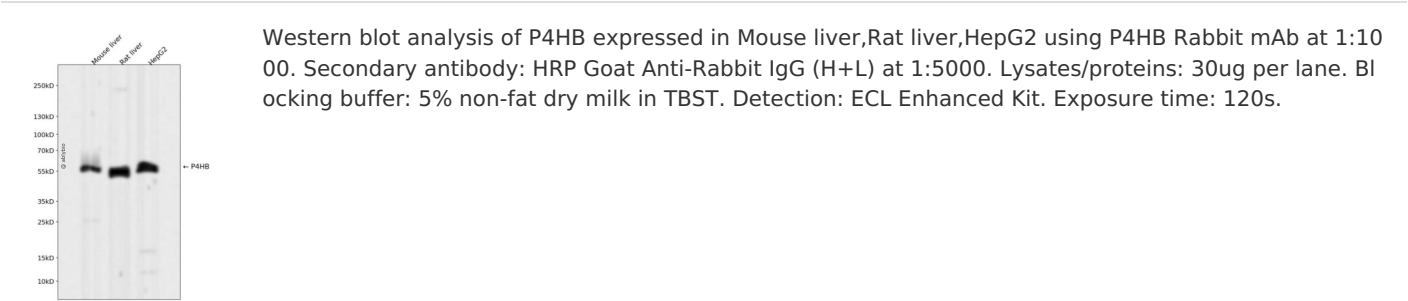 Mouse liver
Rat liver
HepG2
250kD
130kD
100kD
70kD
55kD
35kD
25kD
15kD
10kD
← P4HB
Western blot analysis of P4HB expressed in Mouse liver,Rat liver,HepG2 using P4HB Rabbit mAb at 1:10
00. Secondary antibody: HRP Goat Anti-Rabbit IgG (H+L) at 1:5000. Lysates/proteins: 30ug per lane. Bl
ocking buffer: 5% non-fat dry milk in TBST. Detection: ECL Enhanced Kit. Exposure time: 120s.